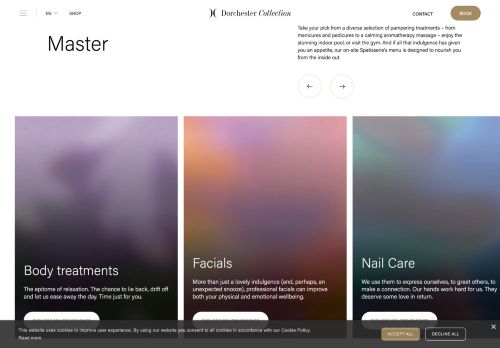 EN
SHOP
Dorchester Collection
CONTACT
BOOK
Master
Take your pick from a diverse selection of pampering treatments – from
manicures and pedicures to a calming aromatherapy massage – enjoy the
stunning indoor pool, or visit the gym. And if all that indulgence has given
you an appetite, our on-site Spatisserie's menu is designed to nourish you
from the inside out.
Body treatments
The epitome of relaxation. The chance to lie back, drift off
and let us ease away the day. Time just for you.
Facials
More than just a lovely indulgence (and, perhaps, an
unexpected snooze), professional facials can improve
both your physical and emotional wellbeing.
Nail Care
We use them to express ourselves, to greet others, to
make a connection. Our hands work hard for us. They
deserve some love in return.
This website uses cookies to improve user experience. By using our website you consent to all cookies in accordance with our Cookie Policy.
Read more
ACCEPT ALL
DECLINE ALL